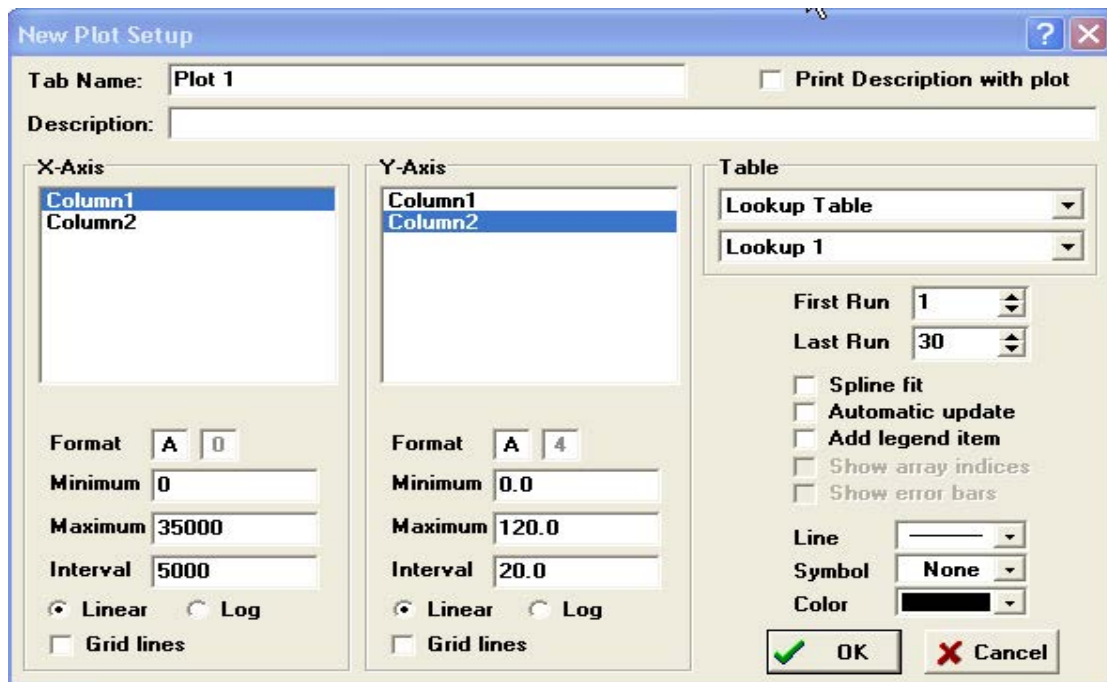 New Plot Setup
Tab Name: Plot 1
Print Description with plot
Description:
X-Axis
Column1
Column2
Format A 0
Minimum 0
Maximum 35000
Interval 5000
Linear Log
Grid lines
Y-Axis
Column1
Column2
Format A 4
Minimum 0.0
Maximum 120.0
Interval 20.0
Linear Log
Grid lines
Table
Lookup Table
Lookup 1
First Run 1
Last Run 30
Spline fit
Automatic update
Add legend item
Show array indices
Show error bars
Line
Symbol None
Color
OK Cancel